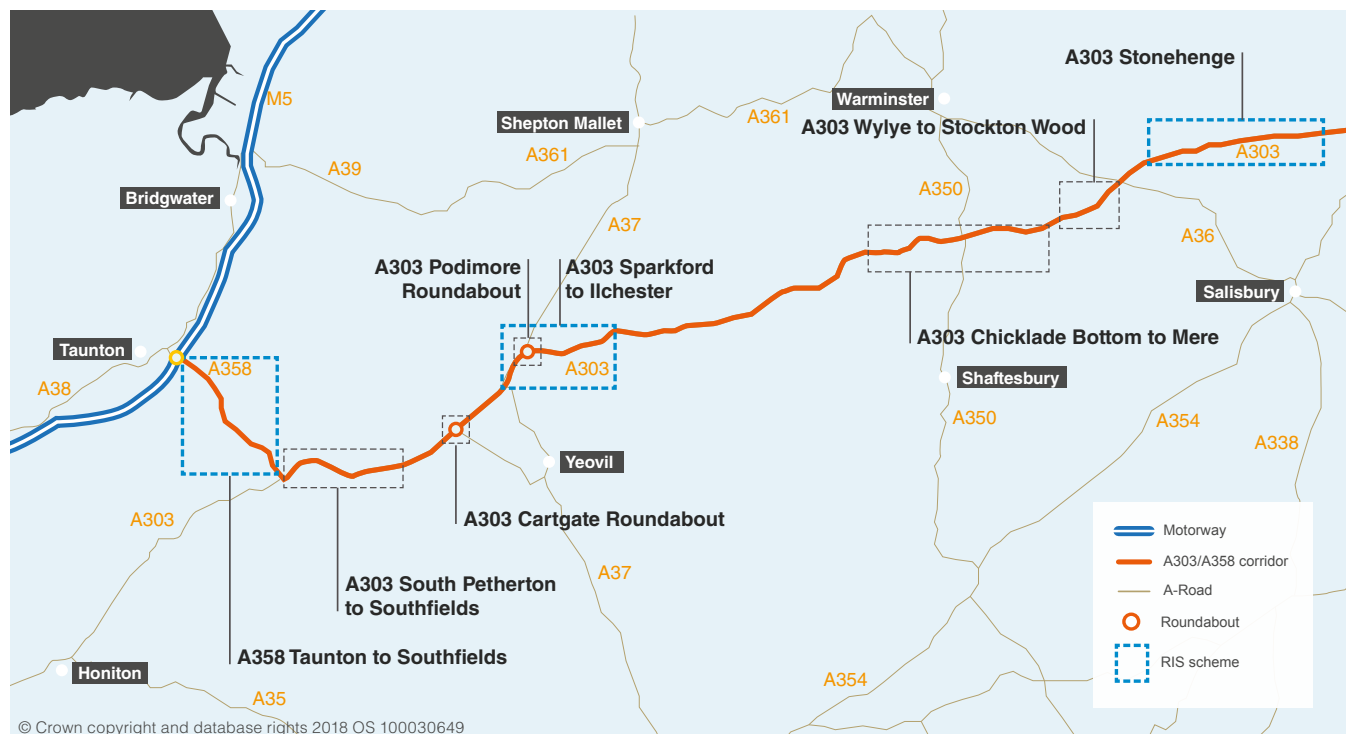 A303 Stonehenge
M5
Warminster
Shepton Mallet
A361
A303 Wylye to Stockton Wood
A361
A303
A39
A350
Bridgwater
A37
A36
A303 Podimore
Roundabout
A303 Sparkford
to Ilchester
Salisbury
A303 Chicklade Bottom to Mere
Taunton
A358
A303
Shaftesbury
A38
A350
A354
A338
Yeovil
A303
A303 Cartgate Roundabout
A37
A303 South Petherton
to Southfields
A358 Taunton to Southfields
Honiton
A35
A354
Motorway
A303/A358 corridor
A-Road
Roundabout
RIS scheme
© Crown copyright and database rights 2018 OS 100030649